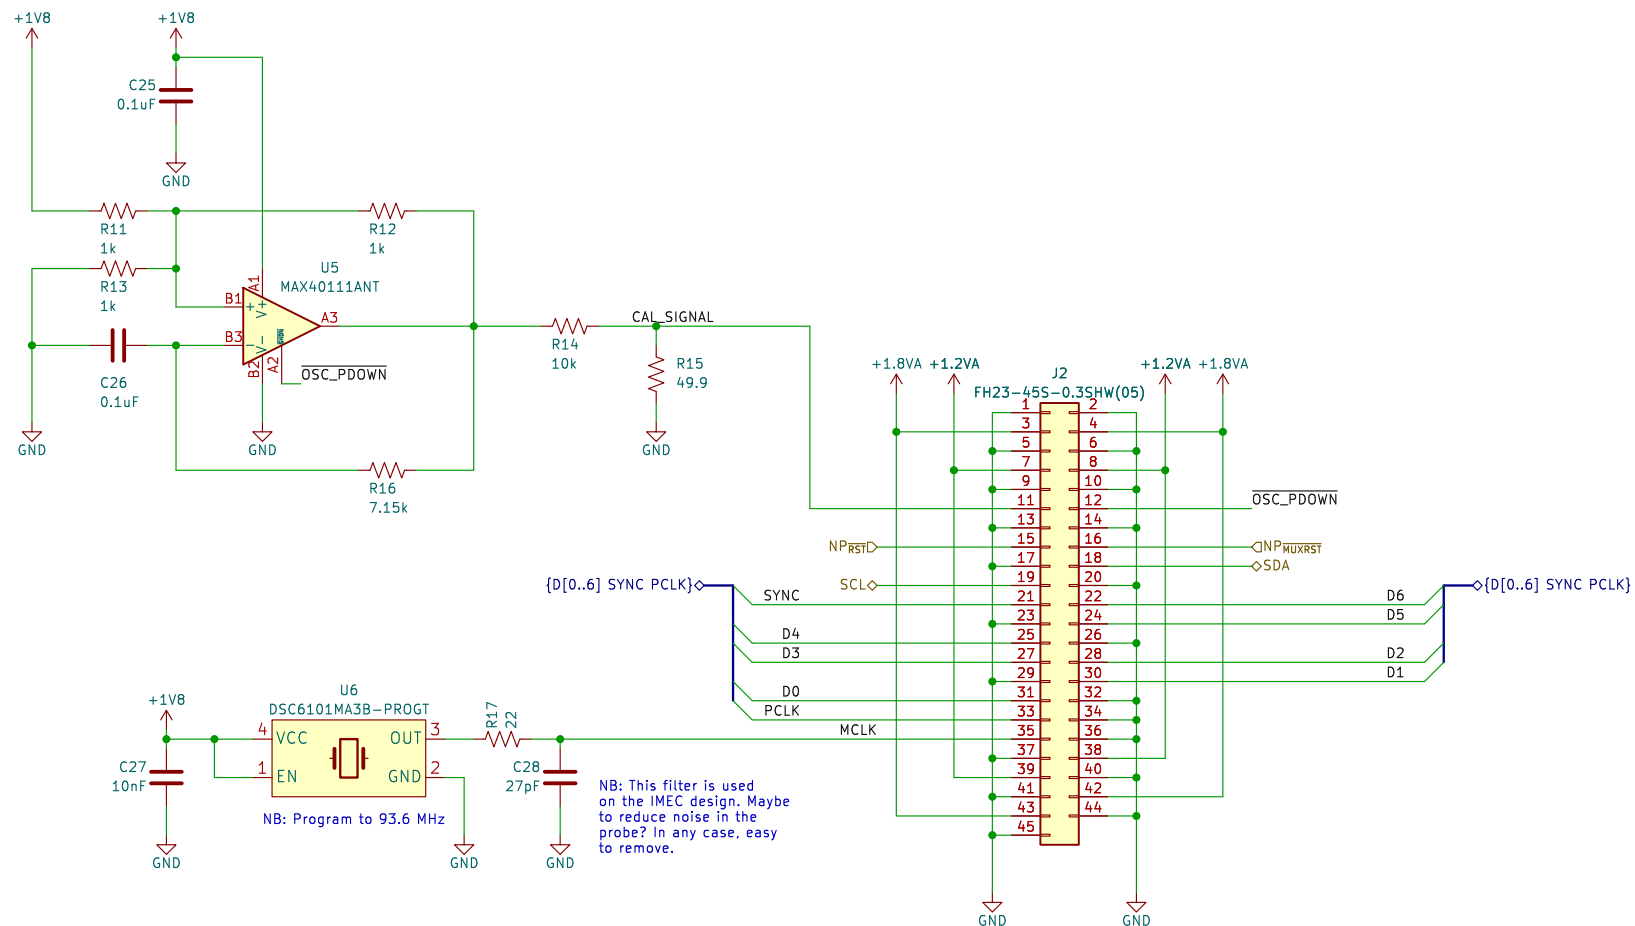 +1V8
+1V8
C25
0.1uF
GND
R11
1k
R12
1k
R13
1k
U5
MAX40111ANT
A1
B1
+
V+
A3
B3
-
V-
SHDN
B2
A2
OSC_PDOWN
C26
0.1uF
GND
GND
R16
7.15k
R14
10k
CAL_SIGNAL
R15
49.9
GND
+1.8VA
+1.2VA
+1.2VA
+1.8VA
J2
FH23-45S-0.3SHW(05)
1 2
3 4
5 6
7 8
9 10
11 12
13 14
15 16
17 18
19 20
21 22
23 24
25 26
27 28
29 30
31 32
33 34
35 36
37 38
39 40
41 42
43 44
45
OSC_PDOWN
NPRST
NPMUXRST
SDA
SCL
{D[0..6] SYNC PCLK}
{D[0..6] SYNC PCLK}
SYNC
D4
D3
D0
PCLK
MCLK
D6
D5
D2
D1
GND
GND
+1V8
C27
10nF
GND
U6
DSC6101MA3B-PROGT
4
VCC
OUT
3
1
EN
GND
2
NB: Program to 93.6 MHz
GND
R17
22
C28
27pF
GND
NB: This filter is used
on the IMEC design. Maybe
to reduce noise in the
probe? In any case, easy
to remove.